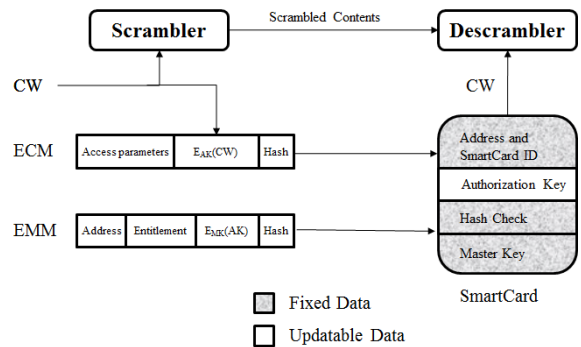 Scrambler
Scrambled Contents
Descrambler
CW
CW
ECM
Access parameters
E_AK(CW)
Hash
Address and
SmartCard ID
Authorization Key
Hash Check
Master Key
SmartCard
EMM
Address
Entitlement
E_MK(AK)
Hash
Fixed Data
Updatable Data